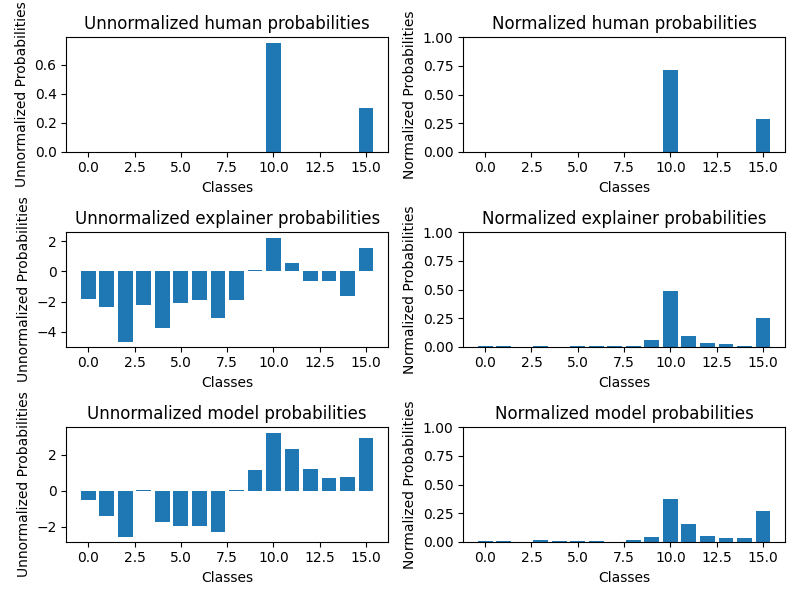 Unnormalized human probabilities
Unnormalized Probabilities
0.6
0.4
0.2
0.0
0.0 2.5 5.0 7.5 10.0 12.5 15.0
Classes
Normalized human probabilities
Normalized Probabilities
1.00
0.75
0.50
0.25
0.00
0.0 2.5 5.0 7.5 10.0 12.5 15.0
Classes
Unnormalized explainer probabilities
Unnormalized Probabilities
2
0
−2
−4
0.0 2.5 5.0 7.5 10.0 12.5 15.0
Classes
Normalized explainer probabilities
Normalized Probabilities
1.00
0.75
0.50
0.25
0.00
0.0 2.5 5.0 7.5 10.0 12.5 15.0
Classes
Unnormalized model probabilities
Unnormalized Probabilities
2
0
−2
0.0 2.5 5.0 7.5 10.0 12.5 15.0
Classes
Normalized model probabilities
Normalized Probabilities
1.00
0.75
0.50
0.25
0.00
0.0 2.5 5.0 7.5 10.0 12.5 15.0
Classes